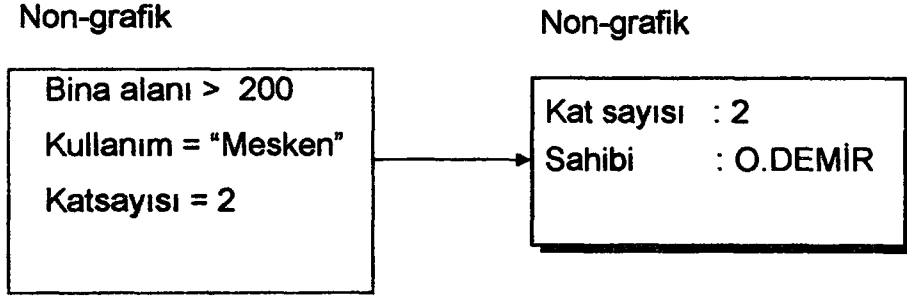 Non-grafik
Bina alanı > 200
Kullanım = “Mesken”
Katsayısı = 2
Non-grafik
Kat sayısı : 2
Sahibi : O.DEMİR